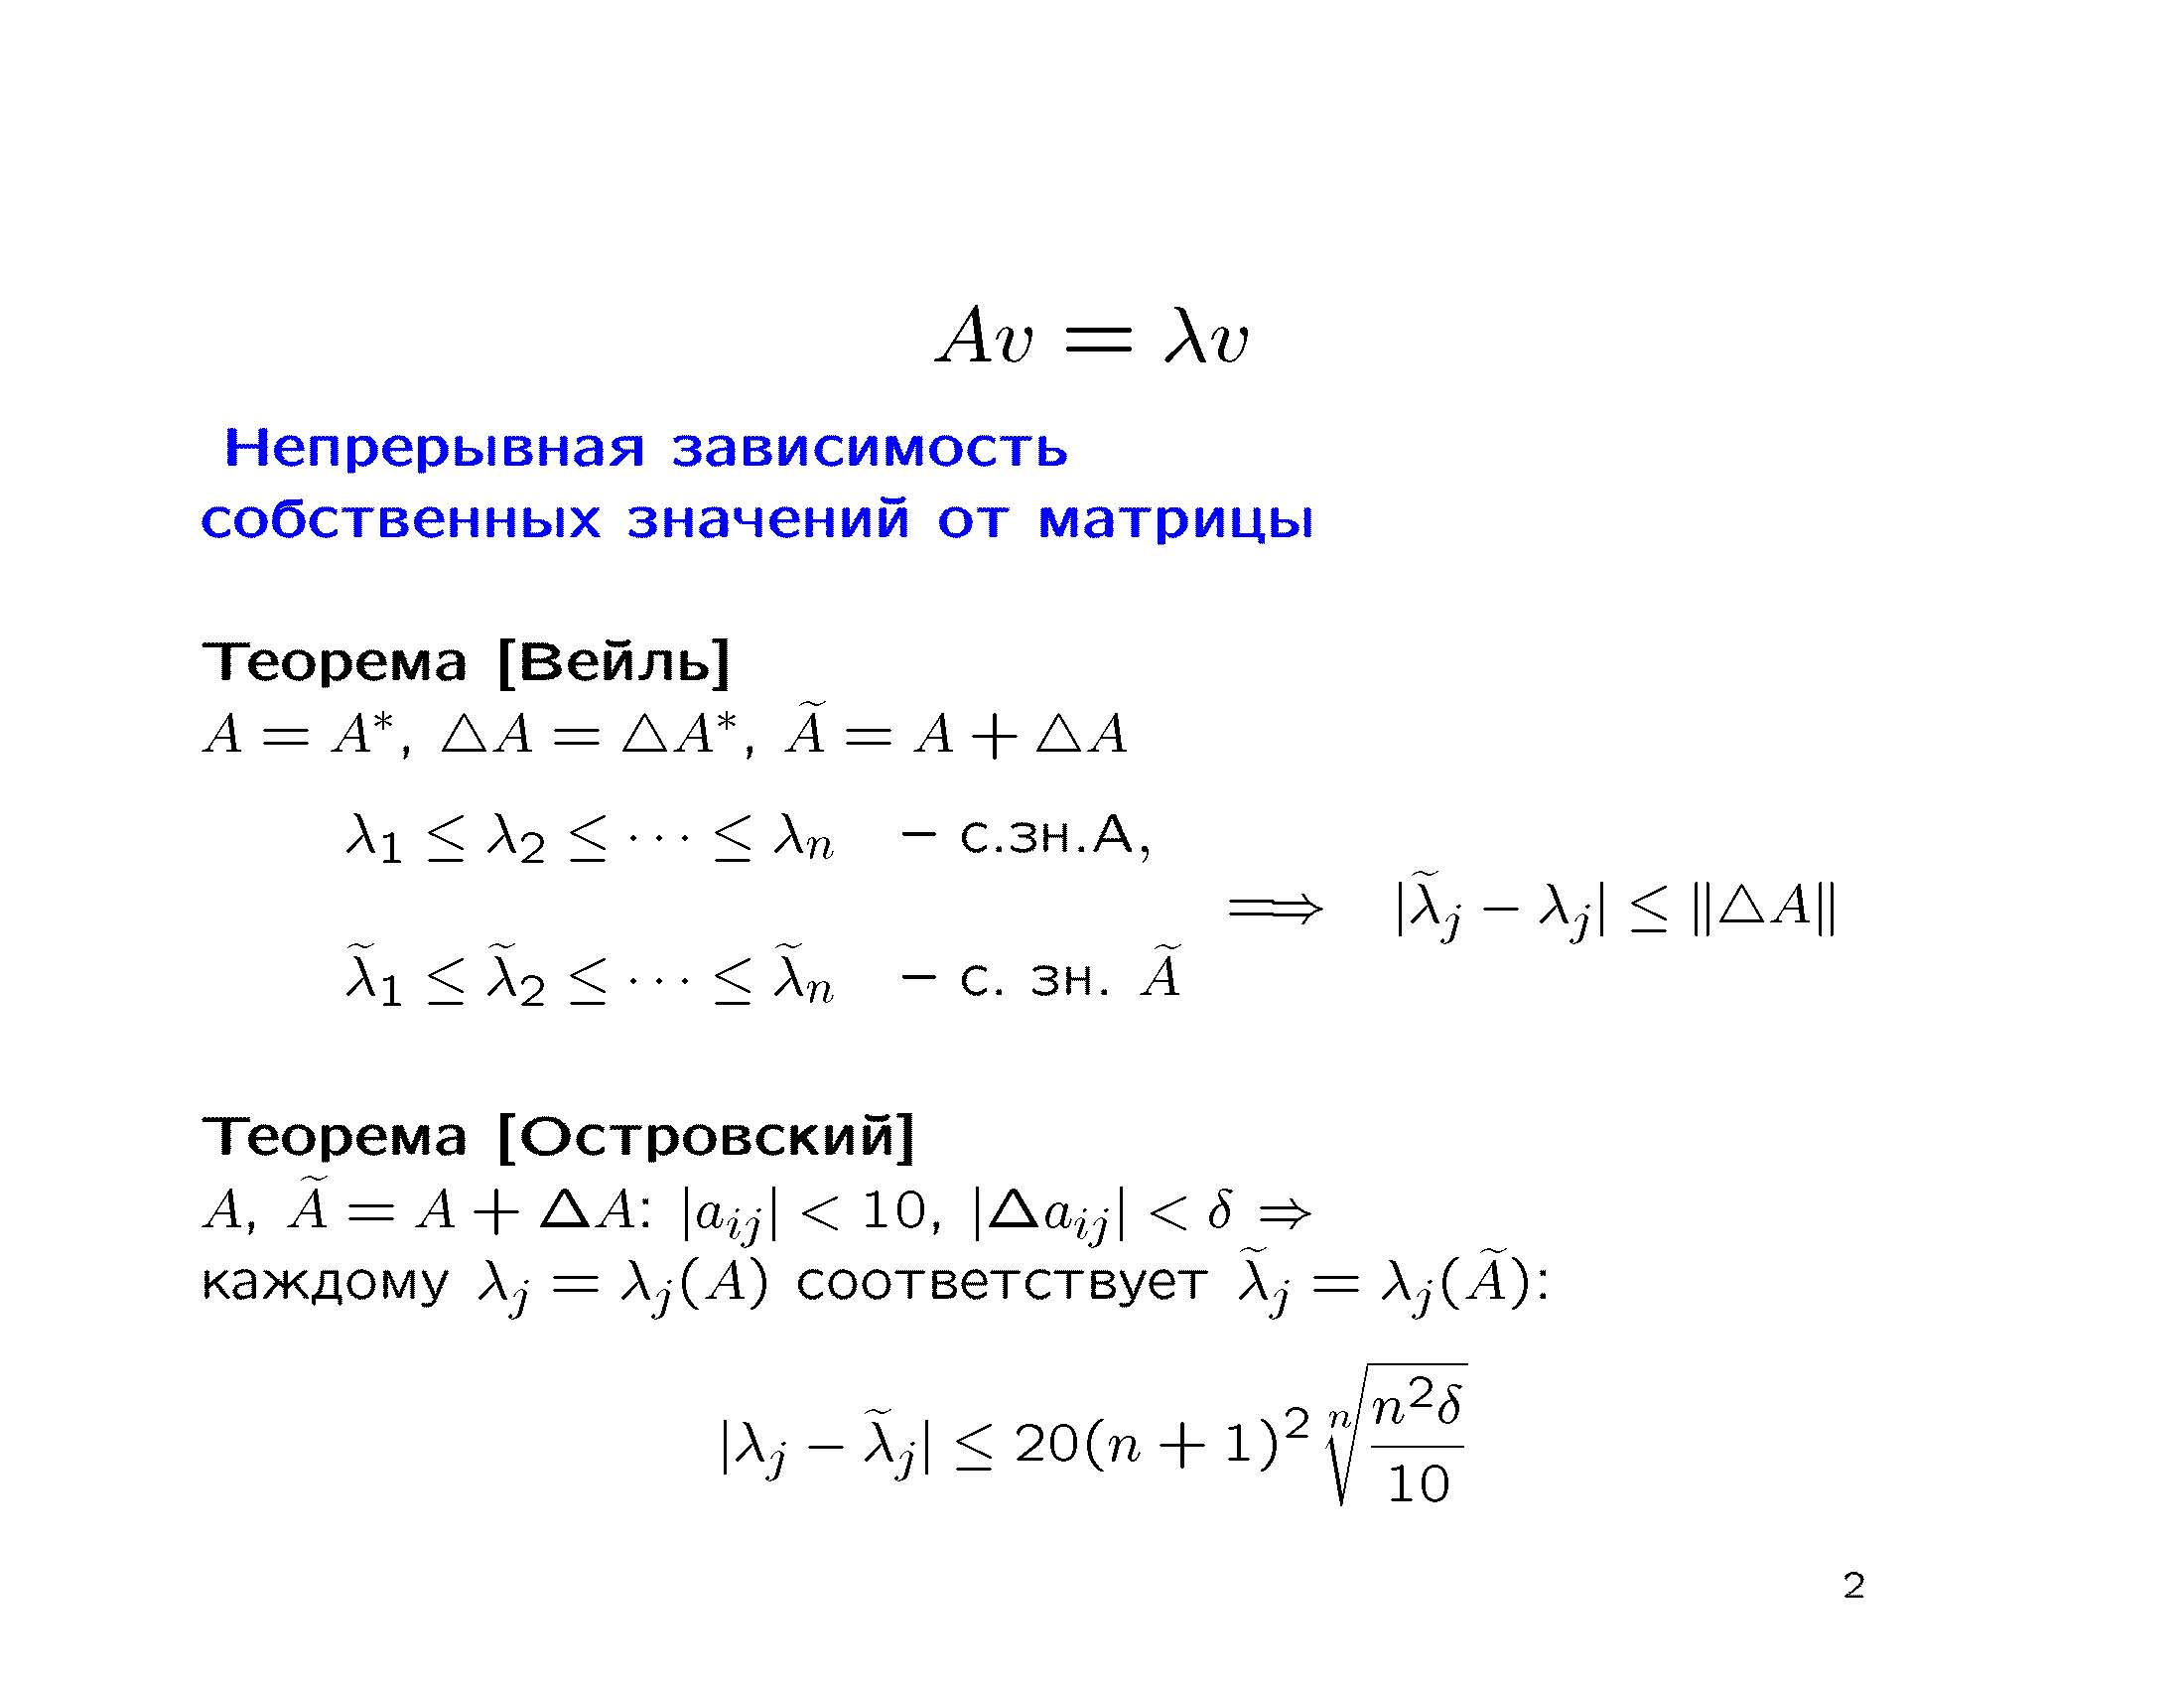 Av = λv
Непрерывная зависимость
собственных значений от матрицы
Теорема [Вейль]
A = A*, △A = △A*, Ã = A + △A
λ₁ ≤ λ₂ ≤ ··· ≤ λₙ – с.зн.А,
⟹ |λ̃ⱼ − λⱼ| ≤ ‖△A‖
λ̃₁ ≤ λ̃₂ ≤ ··· ≤ λ̃ₙ – с. зн. Ã
Теорема [Островский]
A, Ã = A + ΔA: |aᵢⱼ| < 10, |Δaᵢⱼ| < δ ⇒
каждому λⱼ = λⱼ(A) соответствует λ̃ⱼ = λⱼ(Ã):
|λⱼ − λ̃ⱼ| ≤ 20(n + 1)² ⁿ√(n²δ/10)
2